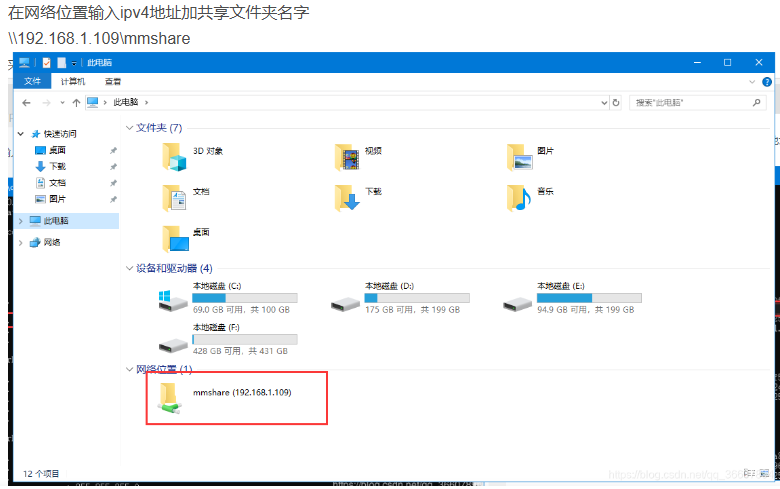 在网络位置输入ipv4地址加共享文件夹名字
\\192.168.1.109\mmshare
此电脑
文件
计算机
查看
此电脑
搜索"此电脑"
快速访问
桌面
下载
文档
图片
此电脑
网络
文件夹 (7)
3D 对象
视频
图片
文档
下载
音乐
桌面
设备和驱动器 (4)
本地磁盘 (C:)
69.0 GB 可用，共 100 GB
本地磁盘 (D:)
175 GB 可用，共 199 GB
本地磁盘 (E:)
94.9 GB 可用，共 199 GB
本地磁盘 (F:)
428 GB 可用，共 431 GB
网络位置 (1)
mmshare (192.168.1.109)
12 个项目